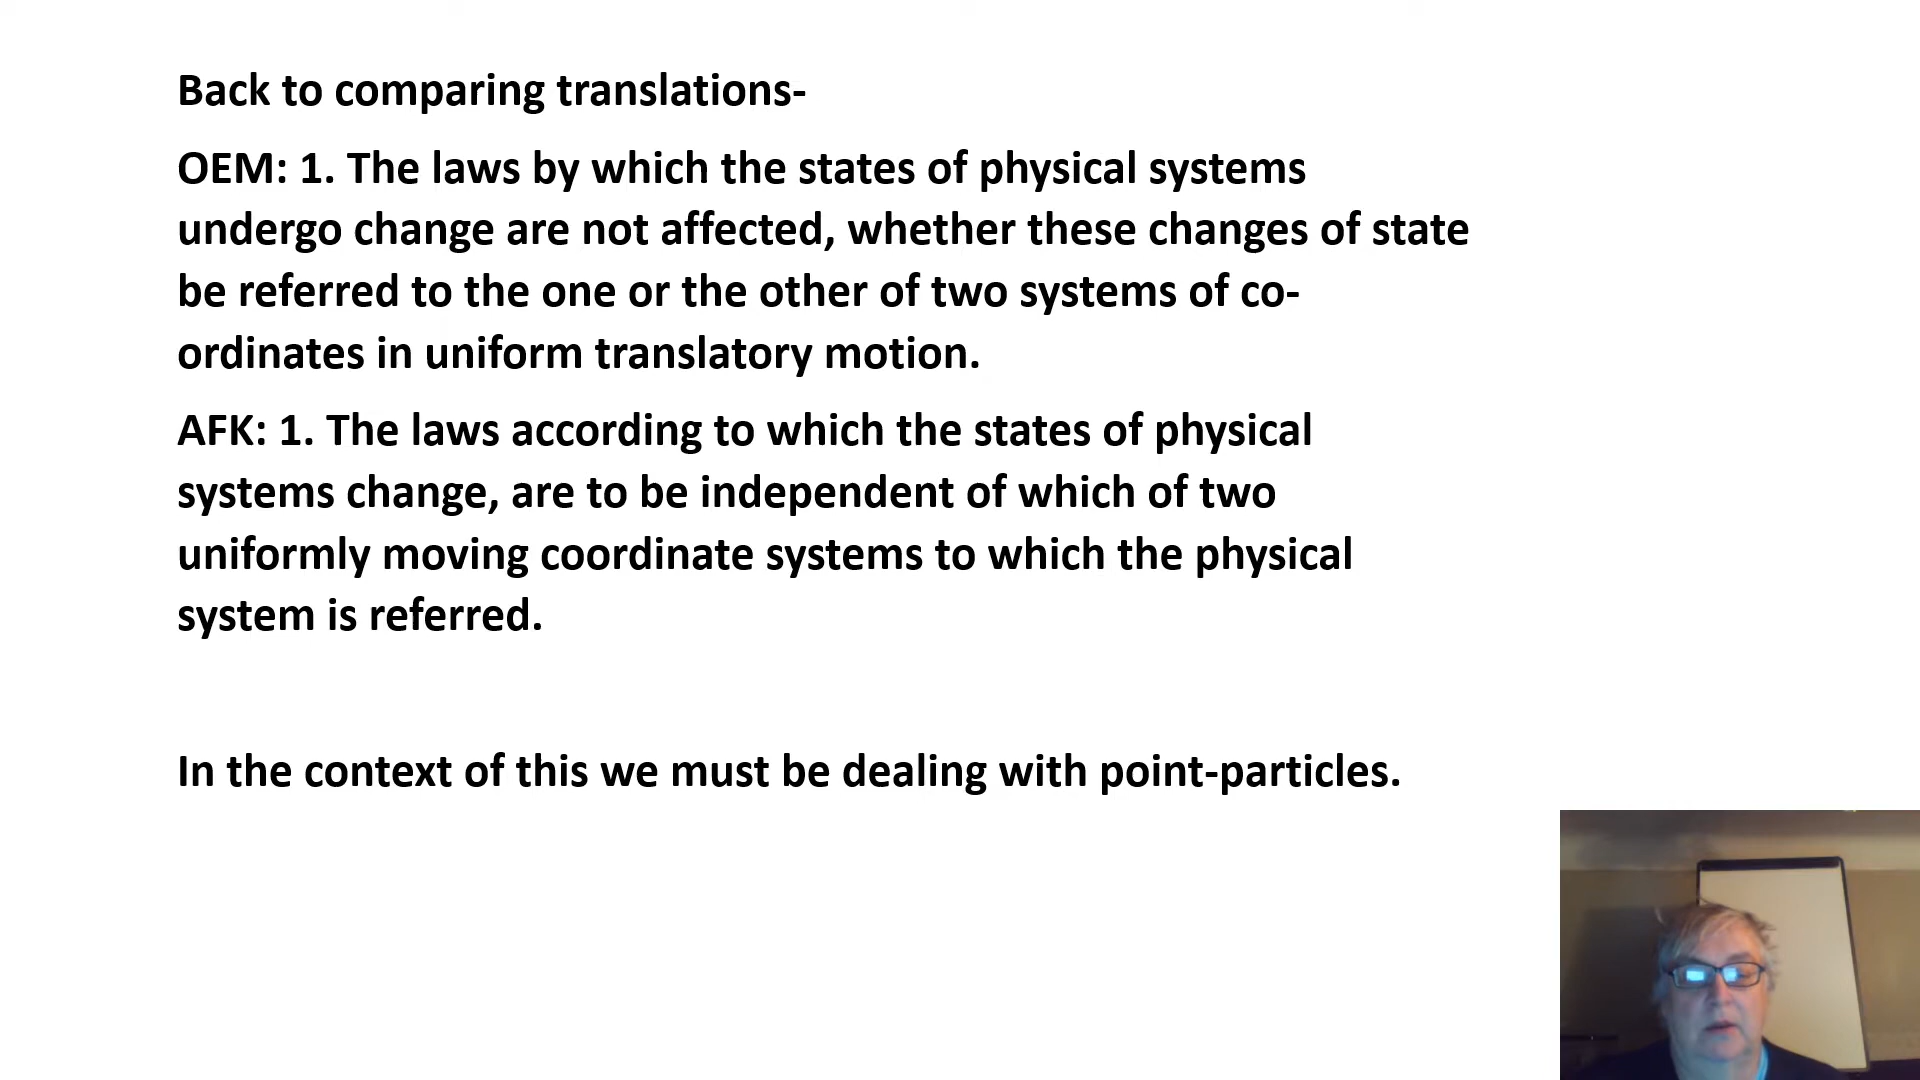 Back to comparing translations-
OEM: 1. The laws by which the states of physical systems
undergo change are not affected, whether these changes of state
be referred to the one or the other of two systems of co-
ordinates in uniform translatory motion.
AFK: 1. The laws according to which the states of physical
systems change, are to be independent of which of two
uniformly moving coordinate systems to which the physical
system is referred.
In the context of this we must be dealing with point-particles.